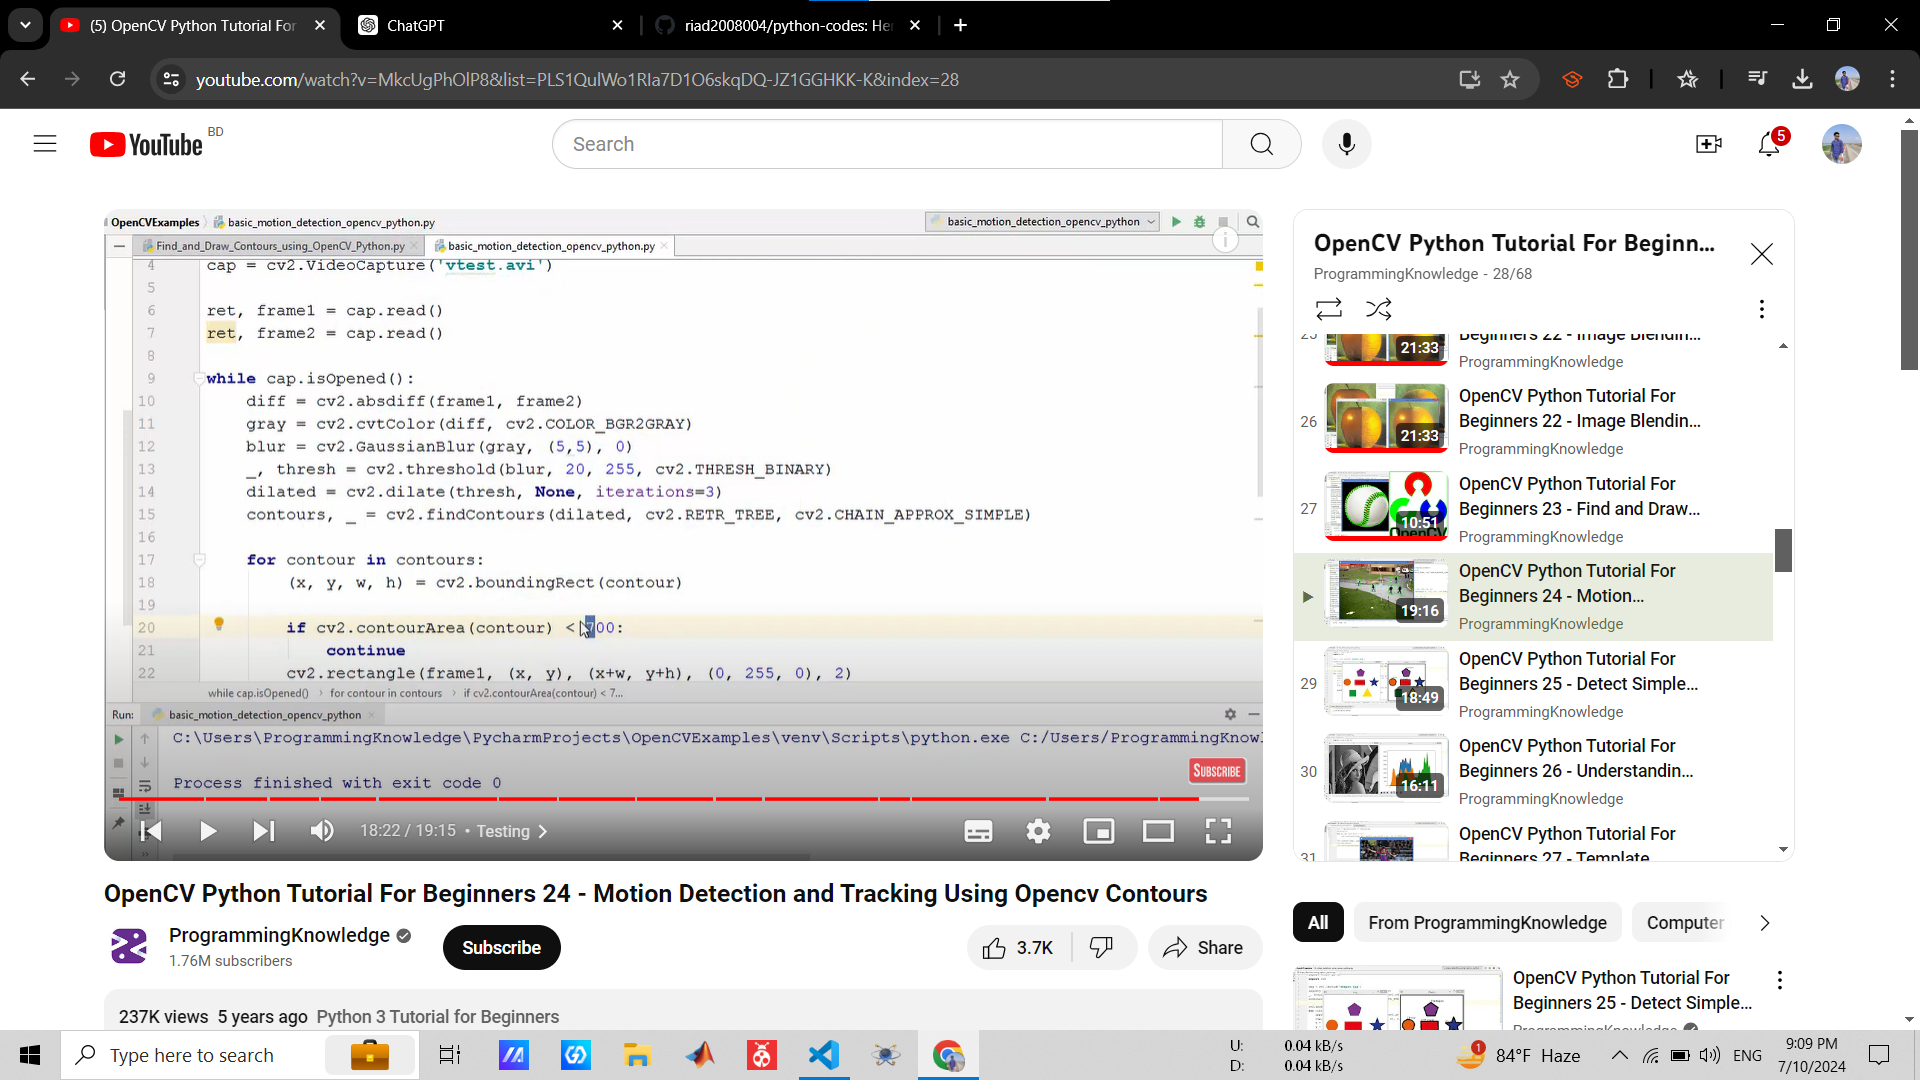 (5) OpenCV Python Tutorial For
ChatGPT
riad2008004/python-codes: He
youtube.com/watch?v=MkcUgPhOlP8&list=PLS1QulWo1RIa7D1O6skqDQ-JZ1GGHKK-K&index=28
YouTube
BD
Search
5
OpenCVExamples
basic_motion_detection_opencv_python.py
basic_motion_detection_opencv_python
Find_and_Draw_Contours_using_OpenCV_Python.py
basic_motion_detection_opencv_python.py
4 cap = cv2.VideoCapture('vtest.avi')
5
6 ret, frame1 = cap.read()
7 ret, frame2 = cap.read()
8
9 while cap.isOpened():
10 diff = cv2.absdiff(frame1, frame2)
11 gray = cv2.cvtColor(diff, cv2.COLOR_BGR2GRAY)
12 blur = cv2.GaussianBlur(gray, (5,5), 0)
13 _, thresh = cv2.threshold(blur, 20, 255, cv2.THRESH_BINARY)
14 dilated = cv2.dilate(thresh, None, iterations=3)
15 contours, _ = cv2.findContours(dilated, cv2.RETR_TREE, cv2.CHAIN_APPROX_SIMPLE)
16
17 for contour in contours:
18 (x, y, w, h) = cv2.boundingRect(contour)
19
20 if cv2.contourArea(contour) < 700:
21 continue
22 cv2.rectangle(frame1, (x, y), (x+w, y+h), (0, 255, 0), 2)
while cap.isOpened() › for contour in contours › if cv2.contourArea(contour) < 7...
Run: basic_motion_detection_opencv_python
C:\Users\ProgrammingKnowledge\PycharmProjects\OpenCVExamples\venv\Scripts\python.exe C:/Users/ProgrammingKnowl
Process finished with exit code 0
SUBSCRIBE
18:22 / 19:15 • Testing
OpenCV Python Tutorial For Beginners 24 - Motion Detection and Tracking Using Opencv Contours
ProgrammingKnowledge
1.76M subscribers
Subscribe
3.7K
Share
237K views 5 years ago Python 3 Tutorial for Beginners
OpenCV Python Tutorial For Beginn...
ProgrammingKnowledge - 28/68
25
21:33
Beginners 22 - Image Blendin...
ProgrammingKnowledge
26
21:33
OpenCV Python Tutorial For
Beginners 22 - Image Blendin...
ProgrammingKnowledge
27
10:51
OpenCV Python Tutorial For
Beginners 23 - Find and Draw...
ProgrammingKnowledge
19:16
OpenCV Python Tutorial For
Beginners 24 - Motion...
ProgrammingKnowledge
29
18:49
OpenCV Python Tutorial For
Beginners 25 - Detect Simple...
ProgrammingKnowledge
30
16:11
OpenCV Python Tutorial For
Beginners 26 - Understandin...
ProgrammingKnowledge
31
OpenCV Python Tutorial For
Beginners 27 - Template
All
From ProgrammingKnowledge
Computer
OpenCV Python Tutorial For
Beginners 25 - Detect Simple...
ProgrammingKnowledge
Type here to search
U: 0.04 kB/s
D: 0.04 kB/s
1
84°F Haze
ENG
9:09 PM
7/10/2024